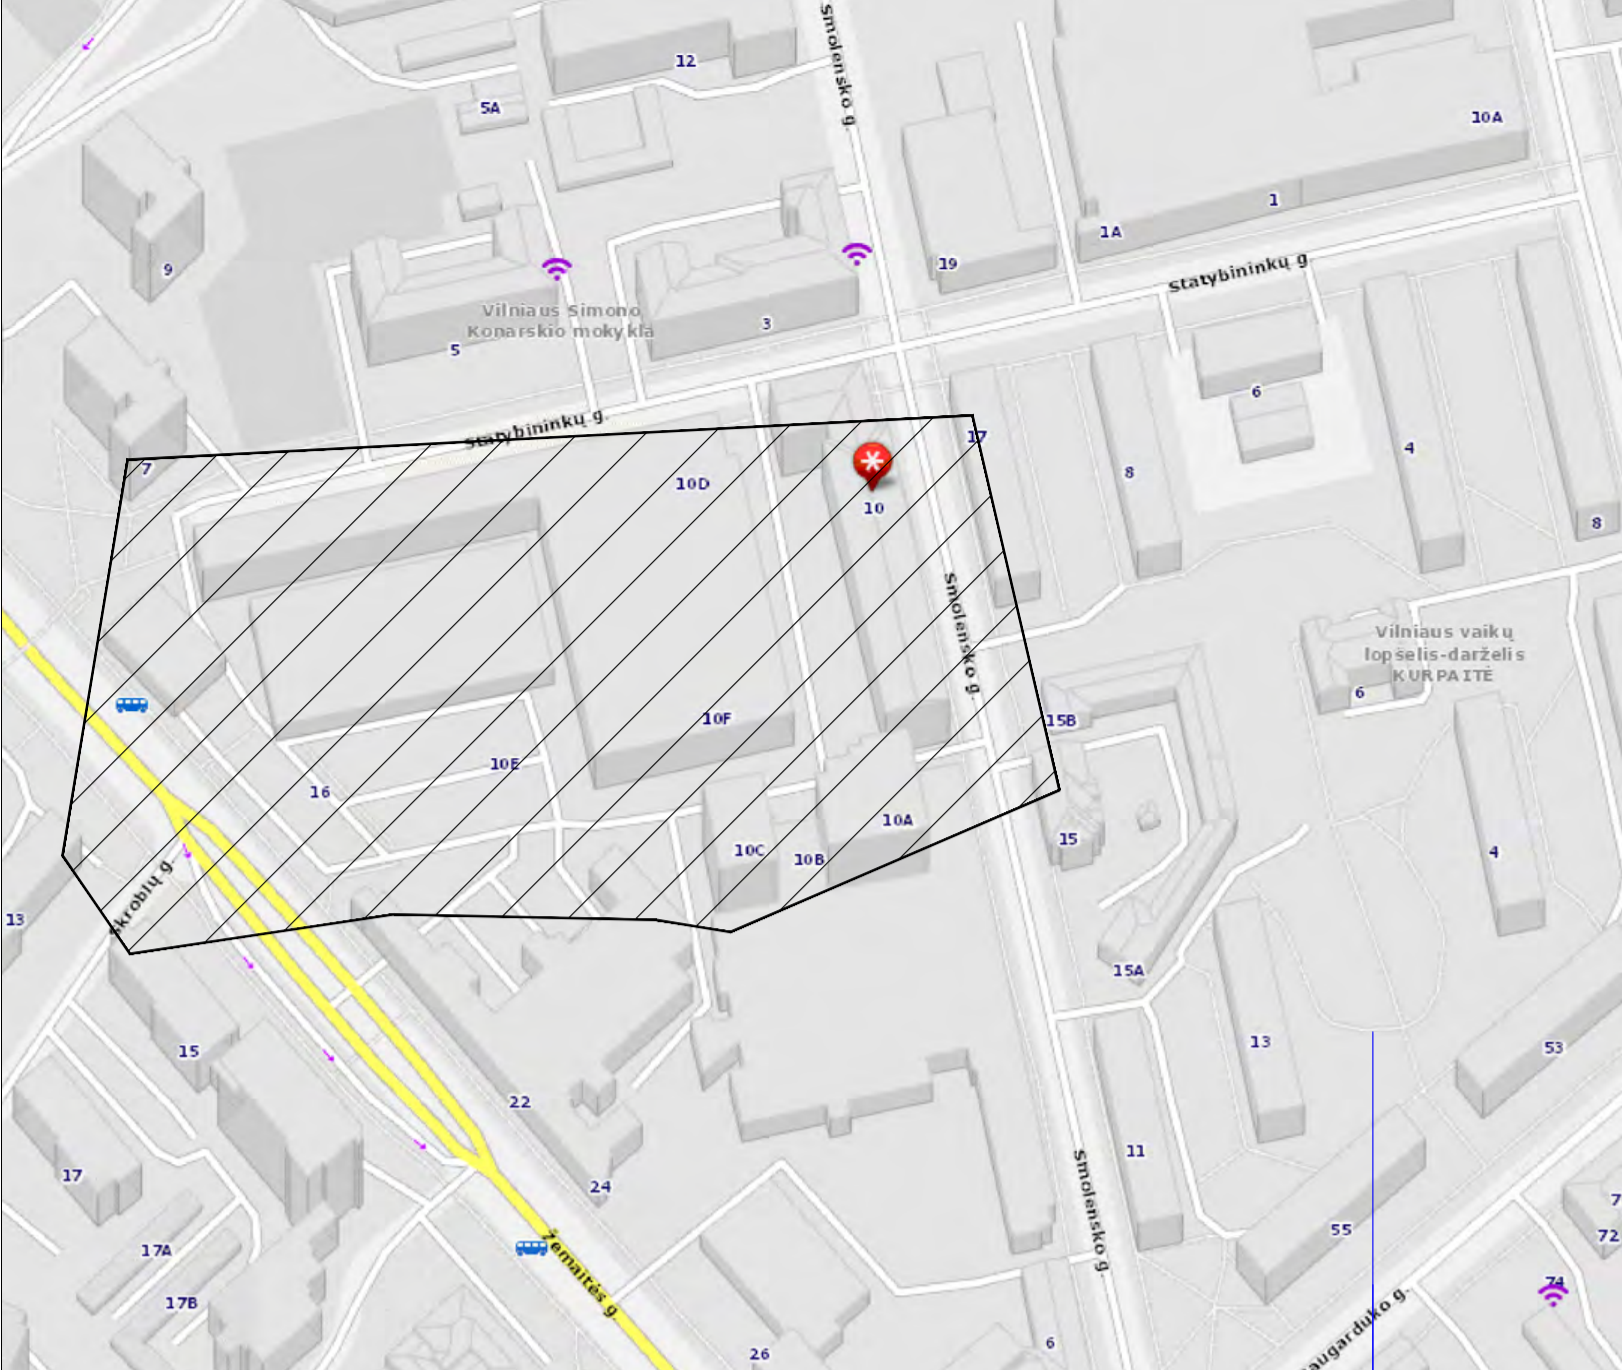 Smolensko g.
12
5A
10A
9
1
1A
19
Statybininkų g
Vilniaus Simono
Konarskio mokykla
5
3
6
4
8
8
Statybininkų g.
7
17
10D
10
Smolensko g.
Vilniaus vaikų
lopšelis-darželis
KURPAITĖ
6
15B
10F
10E
16
10A
10C
10B
15
4
Skroblų g.
13
15A
15
13
53
22
11
17
24
Smolensko g.
55
7
72
17A
17B
Žemaitės g.
74
augarduko g.
6
26